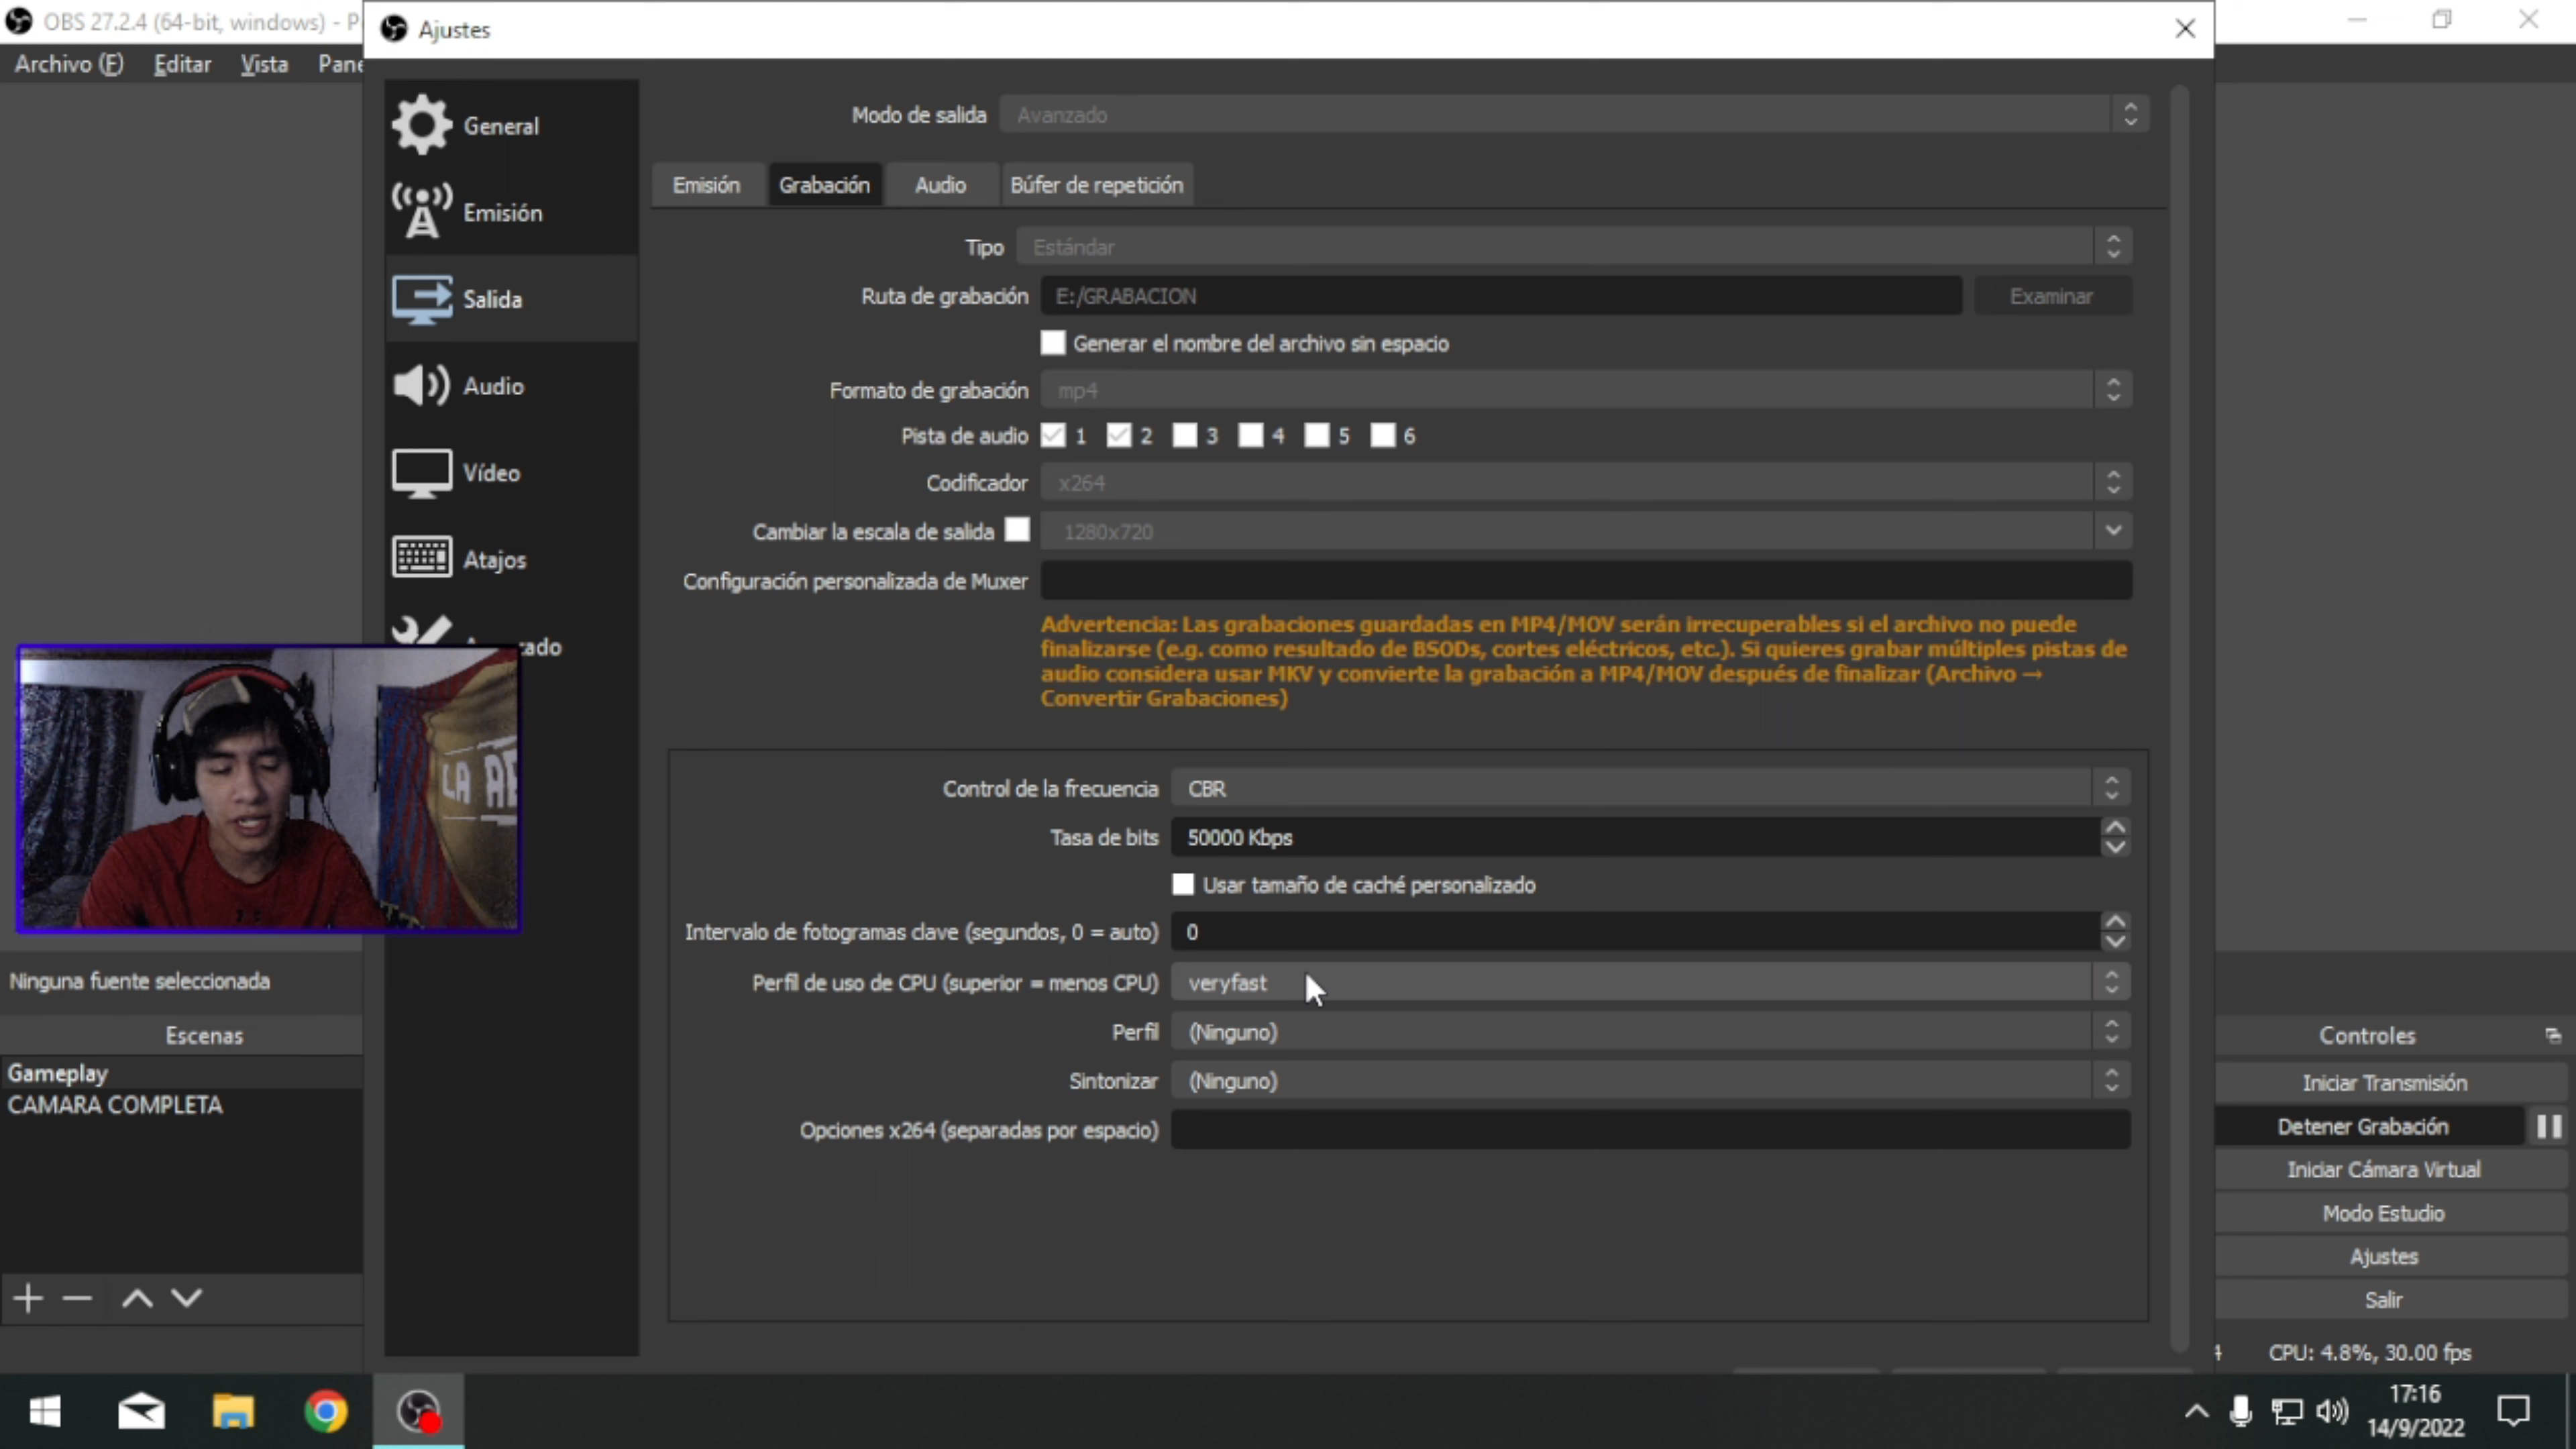 OBS 27.2.4 (64-bit, windows) - P
Ajustes
Archivo (F) Editar Vista Pane
General
Emisión
Salida
Audio
Vídeo
Atajos
ado
Modo de salida Avanzado
Emisión Grabación Audio Búfer de repetición
Tipo Estándar
Ruta de grabación E:/GRABACION Examinar
Generar el nombre del archivo sin espacio
Formato de grabación mp4
Pista de audio 1 2 3 4 5 6
Codificador x264
Cambiar la escala de salida 1280x720
Configuración personalizada de Muxer
Advertencia: Las grabaciones guardadas en MP4/MOV serán irrecuperables si el archivo no puede
finalizarse (e.g. como resultado de BSODs, cortes eléctricos, etc.). Si quieres grabar múltiples pistas de
audio considera usar MKV y convierte la grabación a MP4/MOV después de finalizar (Archivo →
Convertir Grabaciones)
Control de la frecuencia CBR
Tasa de bits 50000 Kbps
Usar tamaño de caché personalizado
Intervalo de fotogramas clave (segundos, 0 = auto) 0
Perfil de uso de CPU (superior = menos CPU) veryfast
Perfil (Ninguno)
Sintonizar (Ninguno)
Opciones x264 (separadas por espacio)
LA AB
Ninguna fuente seleccionada
Escenas
Gameplay
CAMARA COMPLETA
Controles
Iniciar Transmisión
Detener Grabación
Iniciar Cámara Virtual
Modo Estudio
Ajustes
Salir
CPU: 4.8%, 30.00 fps
17:16
14/9/2022